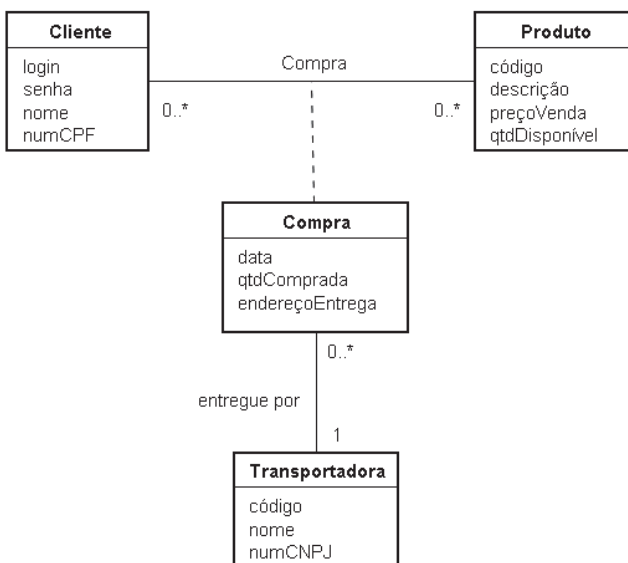 Cliente
login
senha
nome
numCPF
Compra
0..*
0..*
Produto
código
descrição
preçoVenda
qtdDisponível
Compra
data
qtdComprada
endereçoEntrega
0..*
entregue por
1
Transportadora
código
nome
numCNPJ